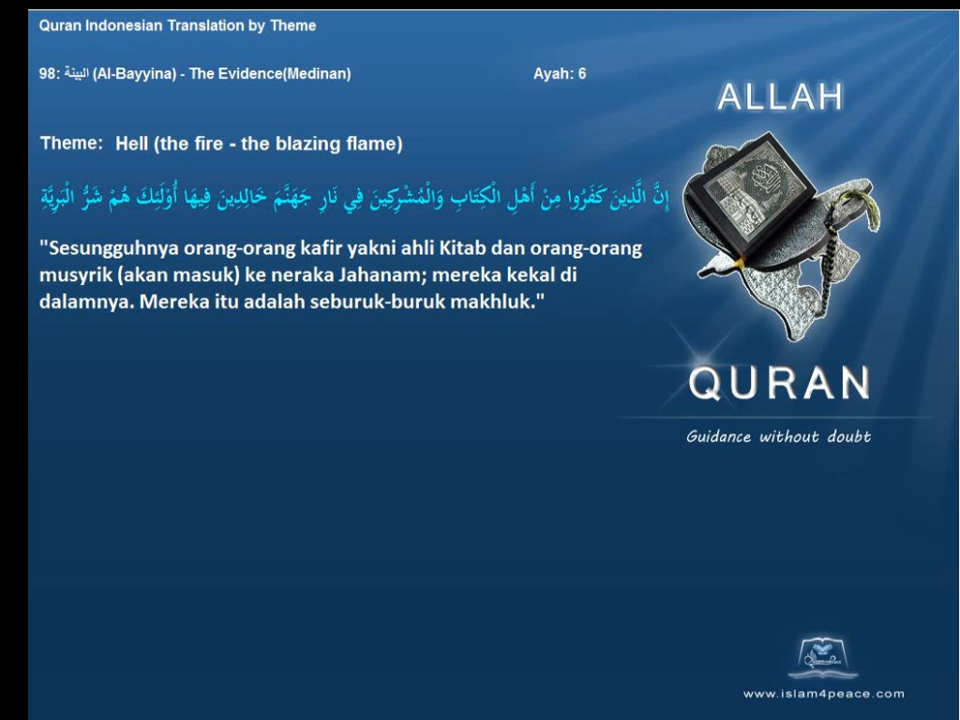 Quran Indonesian Translation by Theme
98: البينة (Al-Bayyina) - The Evidence(Medinan) Ayah: 6
Theme: Hell (the fire - the blazing flame)
إِنَّ الَّذِينَ كَفَرُوا مِنْ أَهْلِ الْكِتَابِ وَالْمُشْرِكِينَ فِي نَارِ جَهَنَّمَ خَالِدِينَ فِيهَا أُوْلَئِكَ هُمْ شَرُّ الْبَرِيَّةِ
"Sesungguhnya orang-orang kafir yakni ahli Kitab dan orang-orang
musyrik (akan masuk) ke neraka Jahanam; mereka kekal di
dalamnya. Mereka itu adalah seburuk-buruk makhluk."
ALLAH
QURAN
Guidance without doubt
www.islam4peace.com